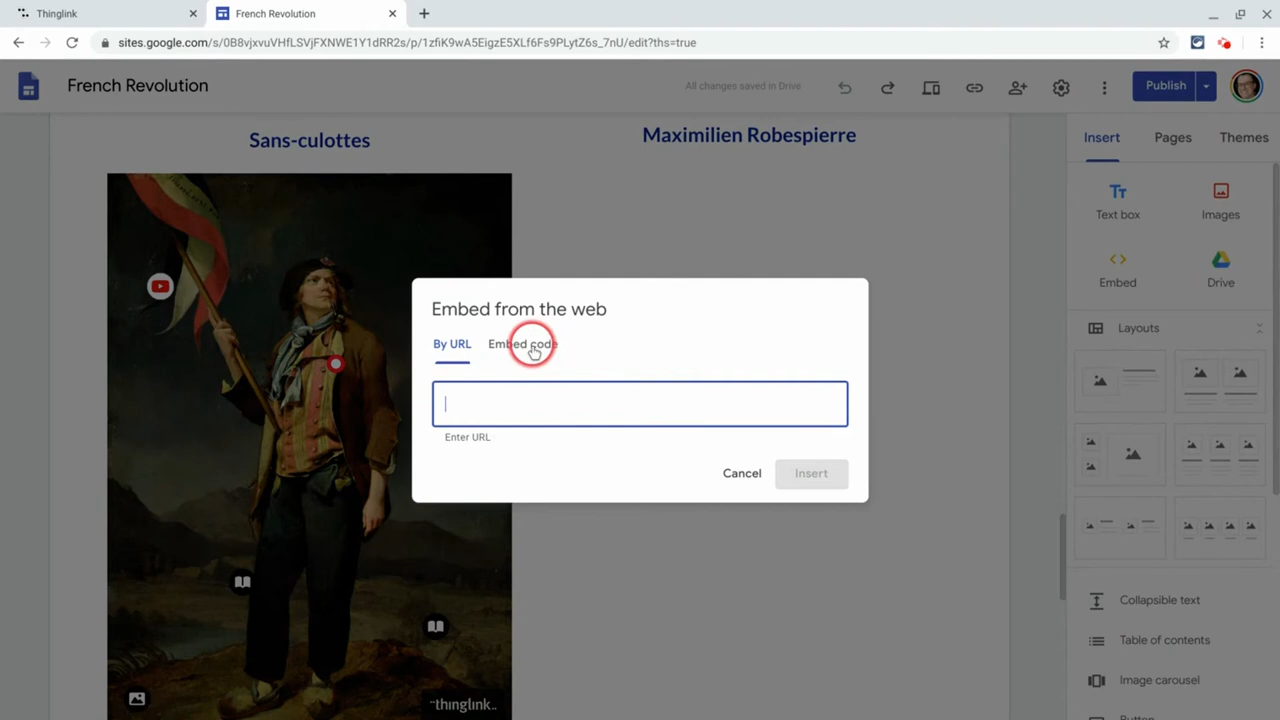 Thinglink
French Revolution
sites.google.com/s/0B8vjxvuVHfLSVjFXNWE1Y1dRR2s/p/1zfiK9wA5EigzE5XLf6Fs9PLytZ6s_7nU/edit?ths=true
French Revolution
All changes saved in Drive
Publish
Insert
Pages
Themes
Sans-culottes
Maximilien Robespierre
Text box
Images
Embed
Drive
Layouts
Embed from the web
By URL
Embed code
Enter URL
Cancel
Insert
Collapsible text
Table of contents
Image carousel
Button
thinglink..